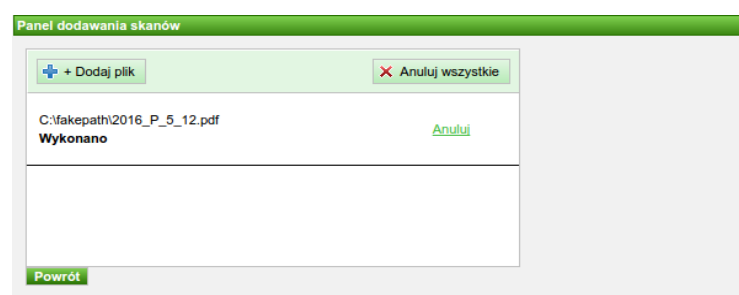 Panel dodawania skanów
+ Dodaj plik
Anuluj wszystkie
C:\fakepath\2016_P_5_12.pdf
Wykonano
Anuluj
Powrót